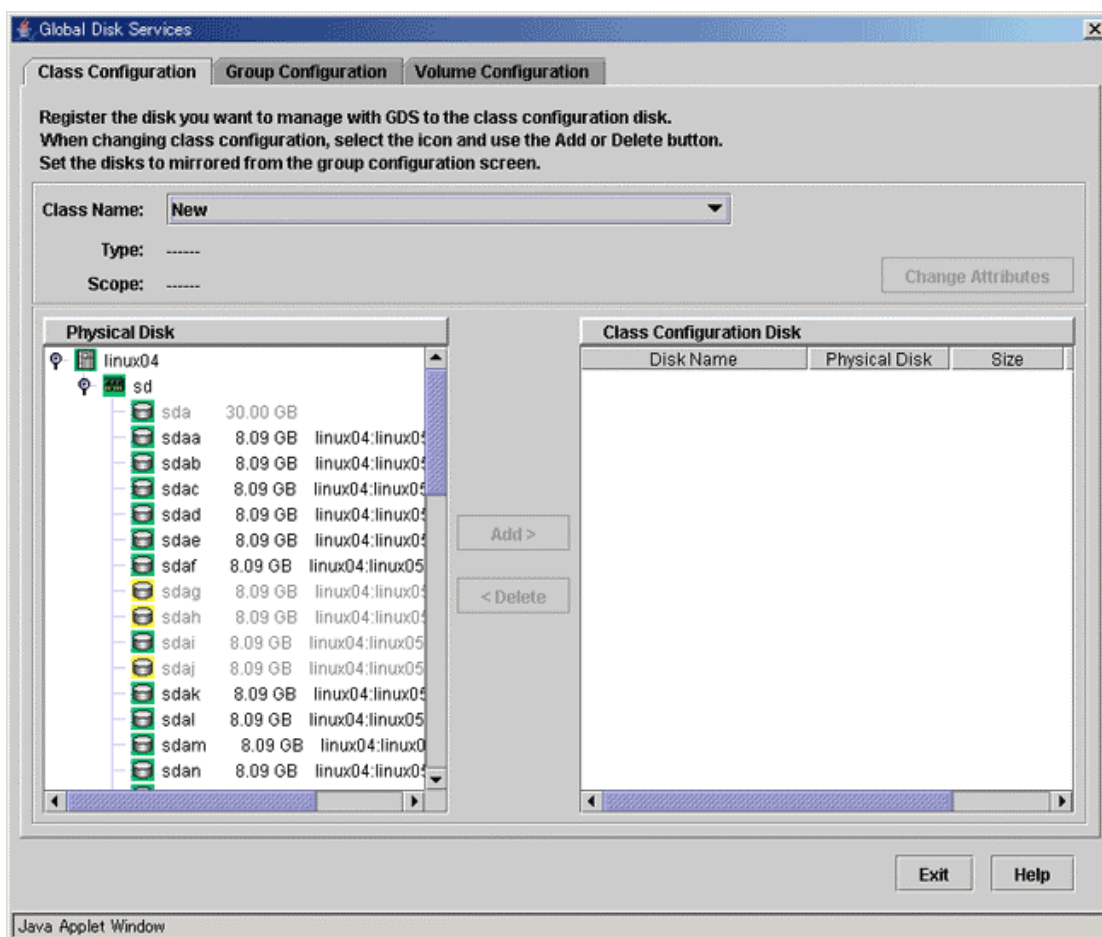 Global Disk Services
Class Configuration Group Configuration Volume Configuration
Register the disk you want to manage with GDS to the class configuration disk.
When changing class configuration, select the icon and use the Add or Delete button.
Set the disks to mirrored from the group configuration screen.
Class Name: New
Type: ------
Scope: ------
Change Attributes
Physical Disk
linux04
sd
sda 30.00 GB
sdaa 8.09 GB linux04:linux05
sdab 8.09 GB linux04:linux05
sdac 8.09 GB linux04:linux05
sdad 8.09 GB linux04:linux05
sdae 8.09 GB linux04:linux05
sdaf 8.09 GB linux04:linux05
sdag 8.09 GB linux04:linux05
sdah 8.09 GB linux04:linux05
sdai 8.09 GB linux04:linux05
sdaj 8.09 GB linux04:linux05
sdak 8.09 GB linux04:linux05
sdal 8.09 GB linux04:linux05
sdam 8.09 GB linux04:linux0
sdan 8.09 GB linux04:linux05
Add >
< Delete
Class Configuration Disk
Disk Name Physical Disk Size
Exit Help
Java Applet Window